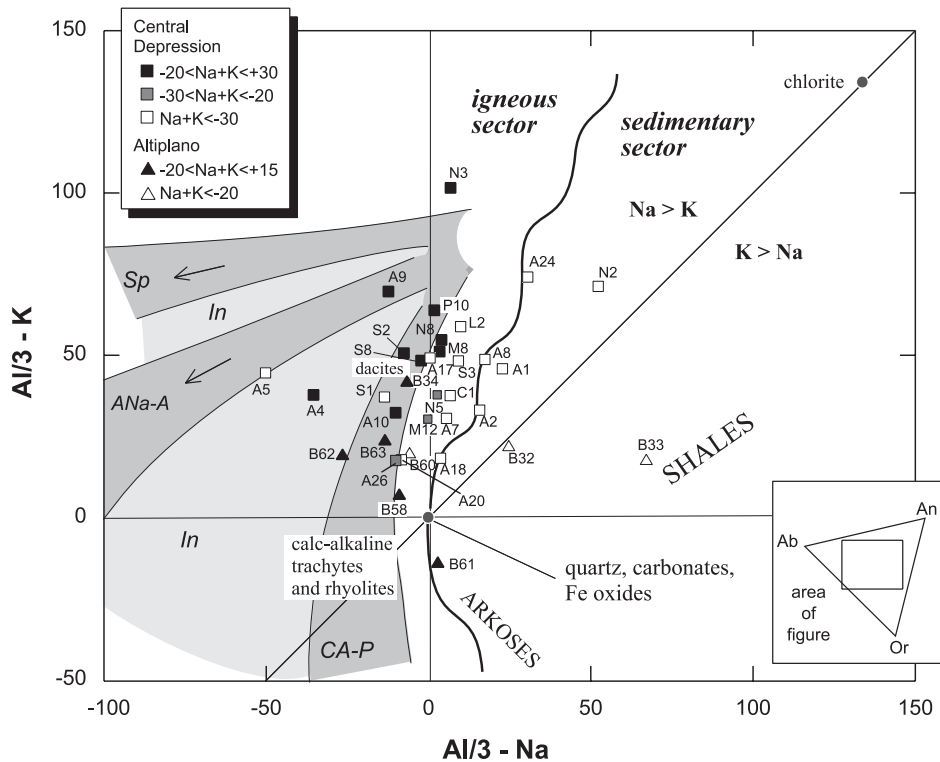 Central
Depression
-20<Na+K<+30
-30<Na+K<-20
Na+K<-30
Altiplano
-20<Na+K<+15
Na+K<-20
150
100
50
0
-50
Al/3 - K
-100
-50
0
50
100
150
Al/3 - Na
igneous
sector
sedimentary
sector
chlorite
Na > K
K > Na
N3
Sp
In
A9
A24
N2
P10
L2
N8
S2
S8
M8
dacites
A17
S3
A8
A1
ANa-A
A5
A4
S1
B34
N5
C1
A10
M12
A7
A2
B62
B63
B60
A18
B32
B33
A26
A20
B58
SHALES
In
calc-alkaline
trachytes
and rhyolites
B61
quartz, carbonates,
Fe oxides
CA-P
ARKOSES
An
Ab
area
of
figure
Or